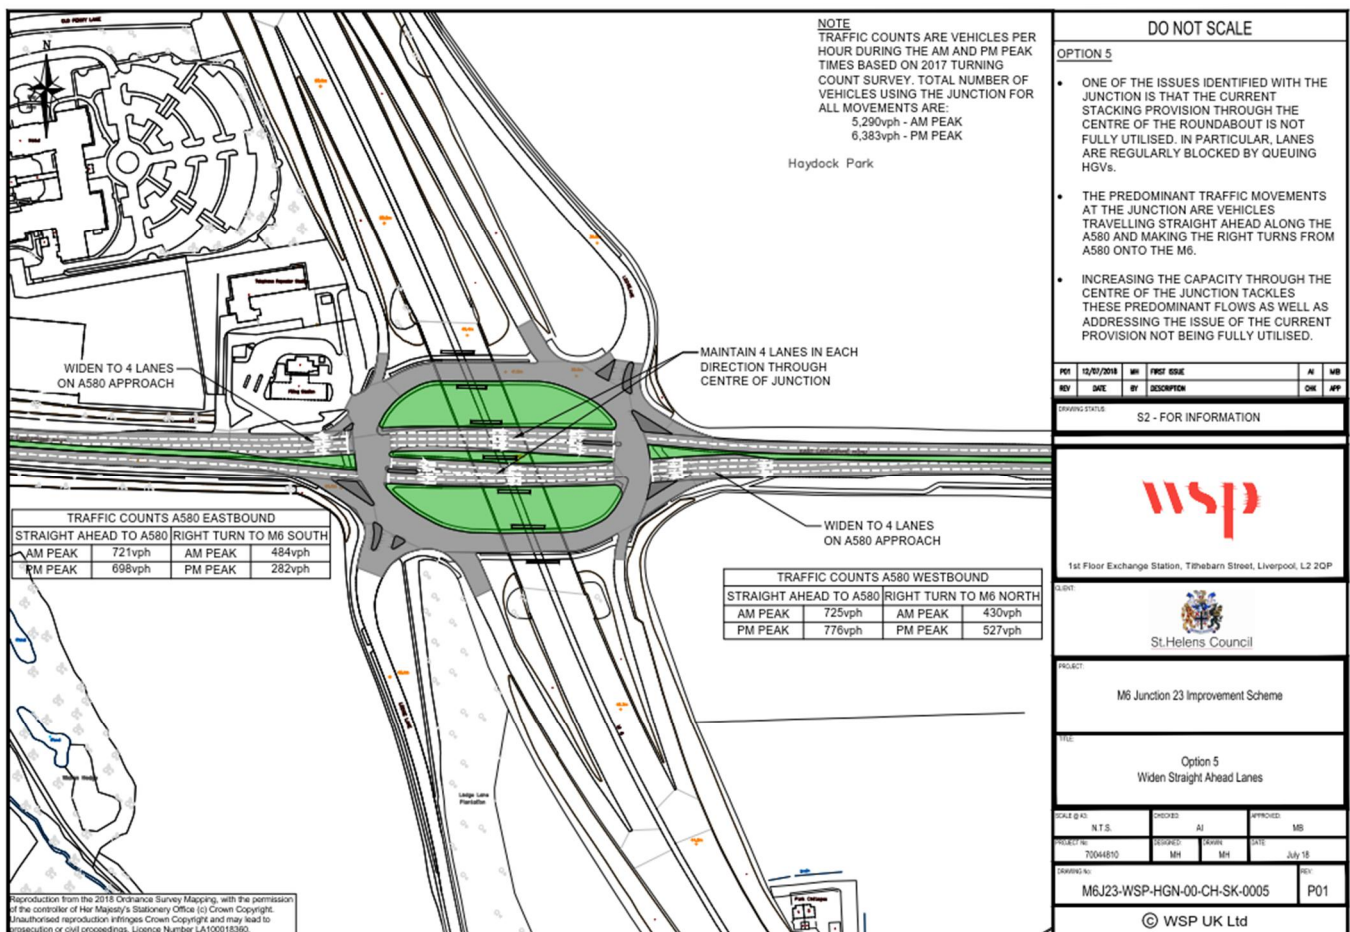 OLD PERRY LANE
N
NOTE
TRAFFIC COUNTS ARE VEHICLES PER
HOUR DURING THE AM AND PM PEAK
TIMES BASED ON 2017 TURNING
COUNT SURVEY. TOTAL NUMBER OF
VEHICLES USING THE JUNCTION FOR
ALL MOVEMENTS ARE:
5,290vph - AM PEAK
6,383vph - PM PEAK
Haydock Park
WIDEN TO 4 LANES
ON A580 APPROACH
MAINTAIN 4 LANES IN EACH
DIRECTION THROUGH
CENTRE OF JUNCTION
WIDEN TO 4 LANES
ON A580 APPROACH
TRAFFIC COUNTS A580 EASTBOUND
STRAIGHT AHEAD TO A580 RIGHT TURN TO M6 SOUTH
AM PEAK 721vph AM PEAK 484vph
PM PEAK 698vph PM PEAK 282vph
TRAFFIC COUNTS A580 WESTBOUND
STRAIGHT AHEAD TO A580 RIGHT TURN TO M6 NORTH
AM PEAK 725vph AM PEAK 430vph
PM PEAK 776vph PM PEAK 527vph
Lodge Lane
Plantation
Park Cottages
Reproduction from the 2018 Ordnance Survey Mapping, with the permission
of the controller of Her Majesty's Stationery Office (c) Crown Copyright.
Unauthorised reproduction infringes Crown Copyright and may lead to
prosecution or civil proceedings. Licence Number LA100018360.
DO NOT SCALE
OPTION 5
• ONE OF THE ISSUES IDENTIFIED WITH THE
JUNCTION IS THAT THE CURRENT
STACKING PROVISION THROUGH THE
CENTRE OF THE ROUNDABOUT IS NOT
FULLY UTILISED. IN PARTICULAR, LANES
ARE REGULARLY BLOCKED BY QUEUING
HGVs.
• THE PREDOMINANT TRAFFIC MOVEMENTS
AT THE JUNCTION ARE VEHICLES
TRAVELLING STRAIGHT AHEAD ALONG THE
A580 AND MAKING THE RIGHT TURNS FROM
A580 ONTO THE M6.
• INCREASING THE CAPACITY THROUGH THE
CENTRE OF THE JUNCTION TACKLES
THESE PREDOMINANT FLOWS AS WELL AS
ADDRESSING THE ISSUE OF THE CURRENT
PROVISION NOT BEING FULLY UTILISED.
P01 12/07/2018 MH FIRST ISSUE AI MB
REV DATE BY DESCRIPTION CHK APP
DRAWING STATUS:
S2 - FOR INFORMATION
wsp
1st Floor Exchange Station, Tithebarn Street, Liverpool, L2 2QP
CLIENT:
St.Helens Council
PROJECT:
M6 Junction 23 Improvement Scheme
TITLE:
Option 5
Widen Straight Ahead Lanes
SCALE @ A3: CHECKED: APPROVED:
N.T.S. AI MB
PROJECT No: DESIGNED: DRAWN: DATE:
70044810 MH MH July 18
DRAWING No: REV:
M6J23-WSP-HGN-00-CH-SK-0005 P01
© WSP UK Ltd